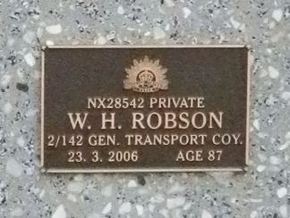 NX28542 PRIVATE
W. H. ROBSON
2/142 GEN. TRANSPORT COY.
23. 3. 2006 AGE 87